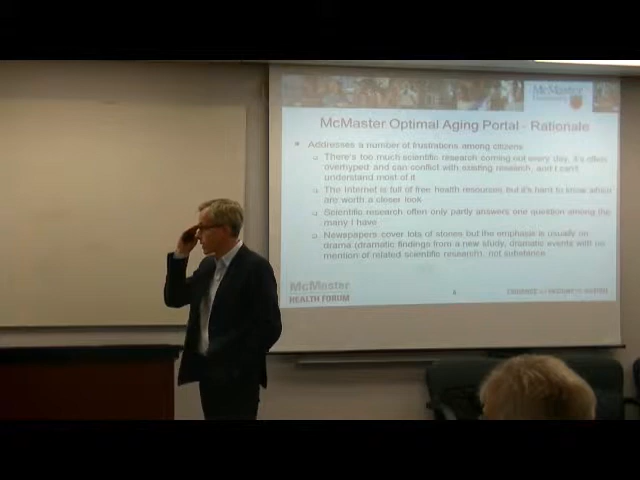 McMaster
University
McMaster Optimal Aging Portal - Rationale
Addresses a number of frustrations among citizens
There's too much scientific research coming out every day, it's often
overhyped and can conflict with existing research, and I can't
understand most of it
The Internet is full of free health resources but it's hard to know which
are worth a closer look
Scientific research often only partly answers one question among the
many I have
Newspapers cover lots of stories but the emphasis is usually on
drama (dramatic findings from a new study, dramatic events with no
mention of related scientific research), not substance
McMaster
HEALTH FORUM